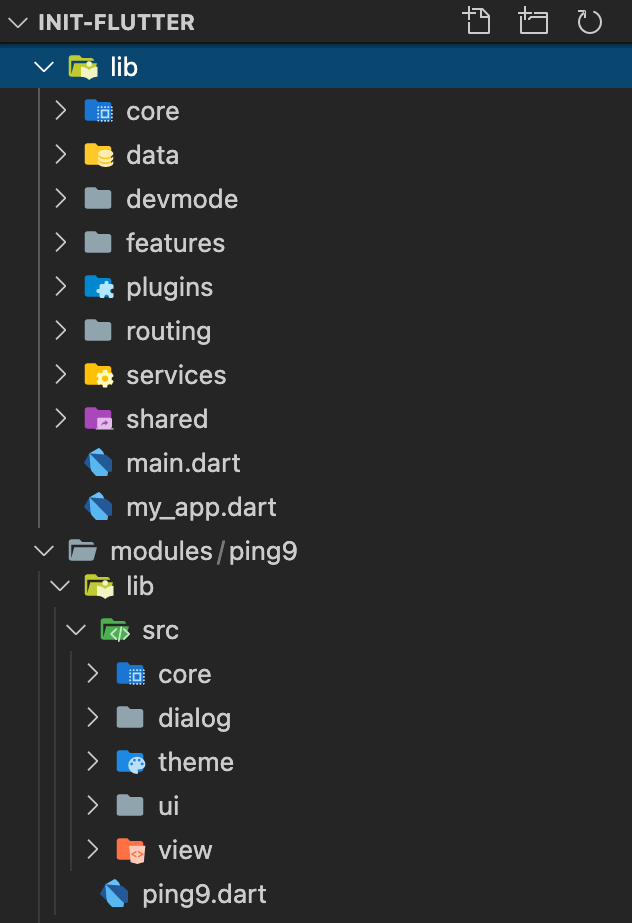 INIT-FLUTTER
lib
core
data
devmode
features
plugins
routing
services
shared
main.dart
my_app.dart
modules/ping9
lib
src
core
dialog
theme
ui
view
ping9.dart